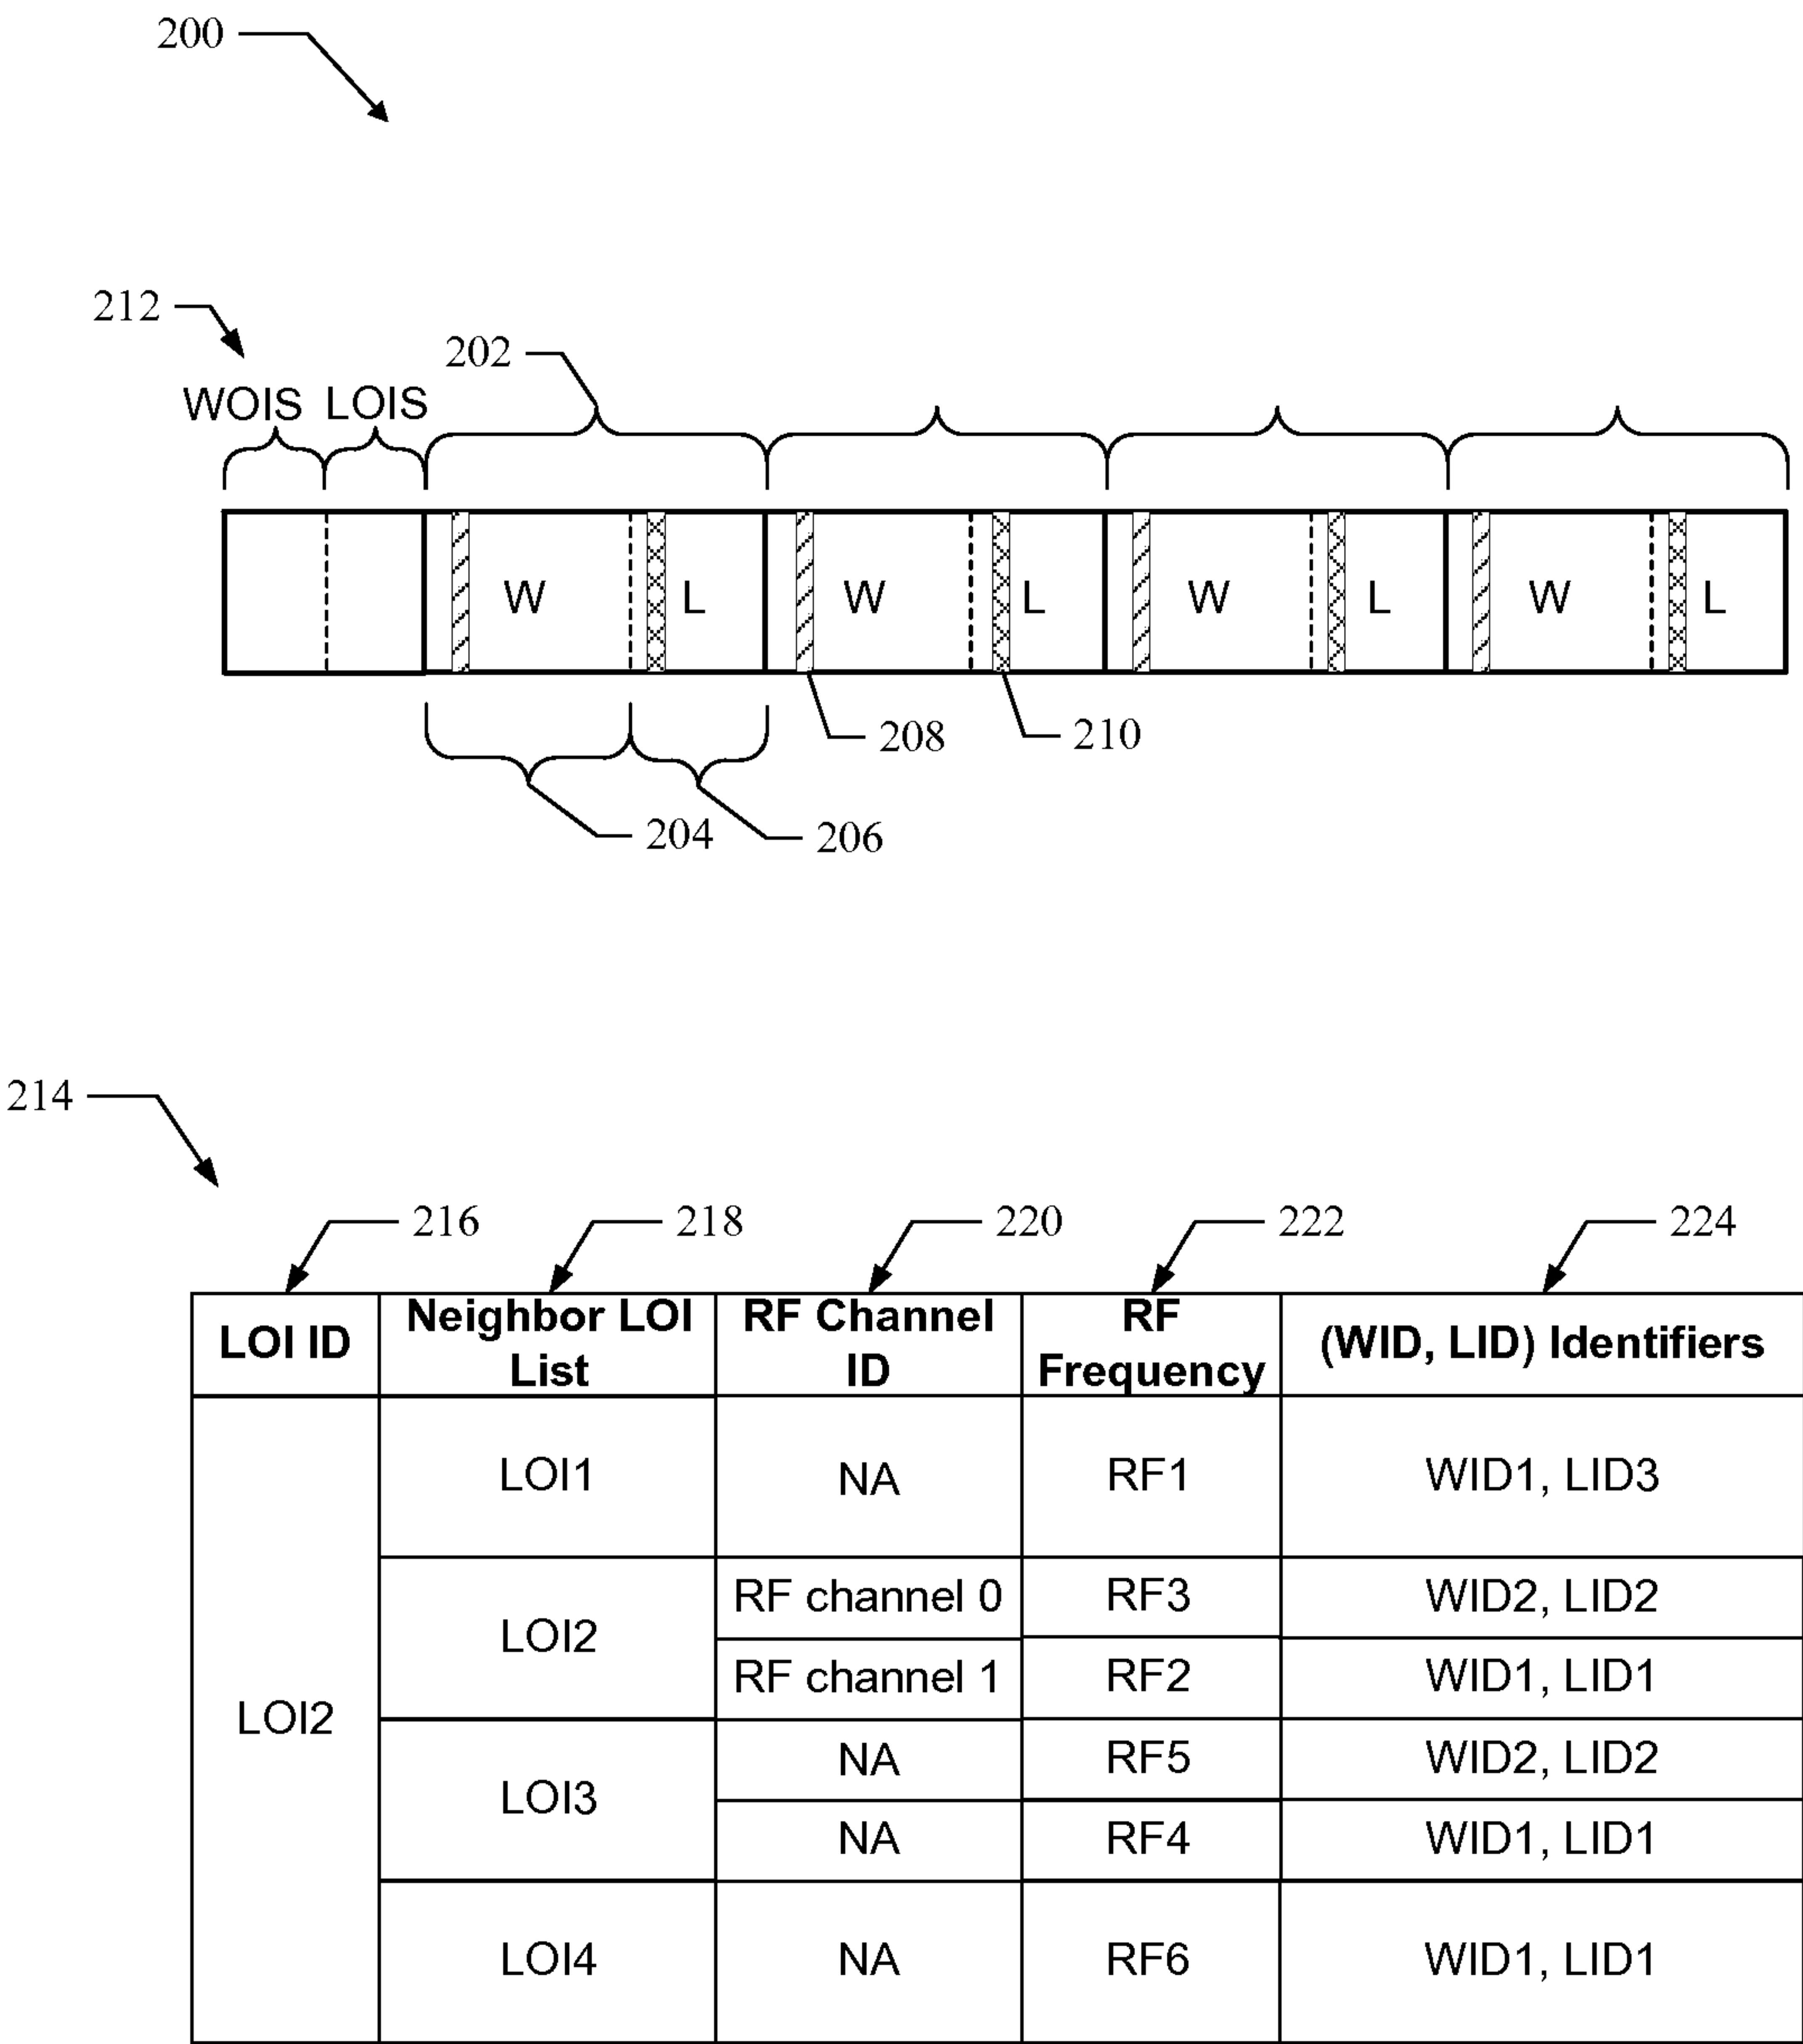 200
212
202
WOIS LOIS
W L W L W L W L
208 210
204 206
214
216 218 220 222 224
LOI ID Neighbor LOI List RF Channel ID RF Frequency (WID, LID) Identifiers
LOI2
LOI1 NA RF1 WID1, LID3
LOI2 RF channel 0 RF3 WID2, LID2
RF channel 1 RF2 WID1, LID1
LOI3 NA RF5 WID2, LID2
NA RF4 WID1, LID1
LOI4 NA RF6 WID1, LID1